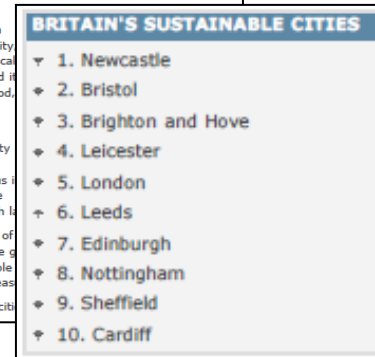 BRITAIN'S SUSTAINABLE CITIES
1. Newcastle
2. Bristol
3. Brighton and Hove
4. Leicester
5. London
6. Leeds
7. Edinburgh
8. Nottingham
9. Sheffield
10. Cardiff